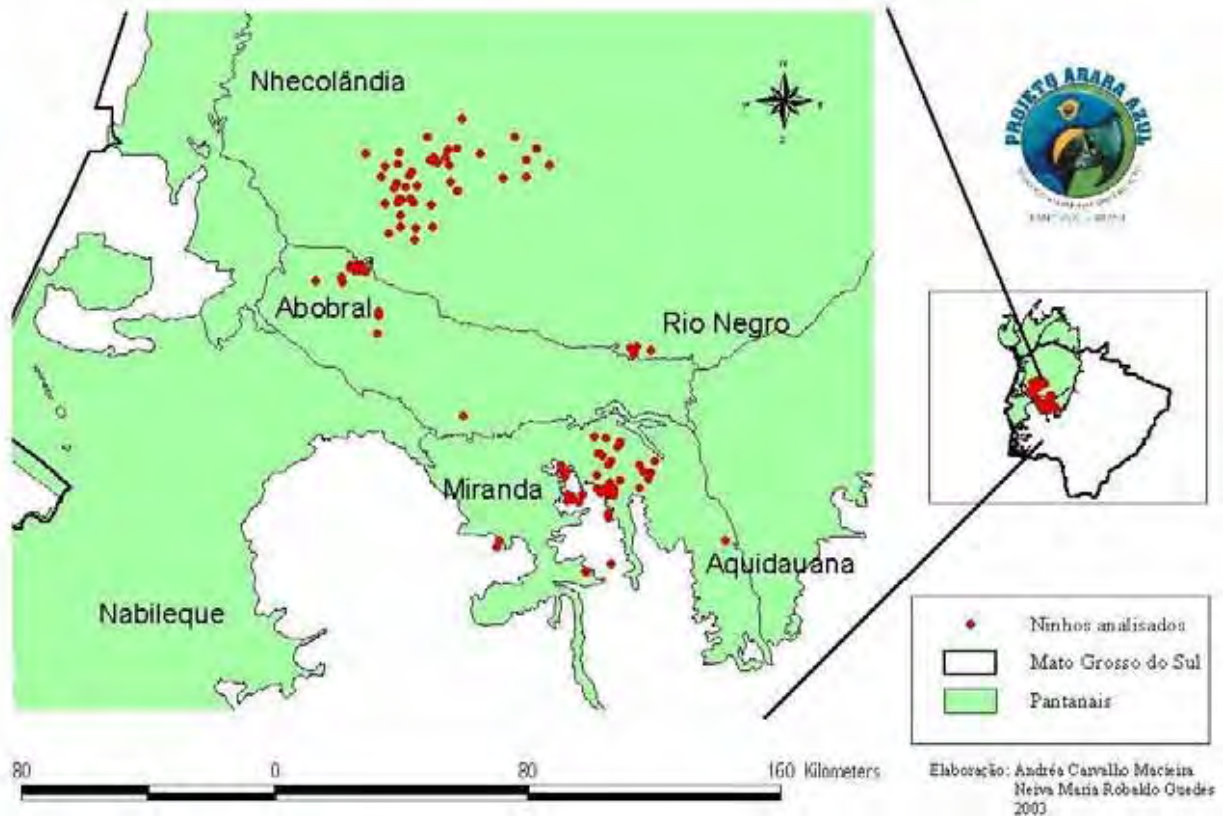 Nhecolândia
N
PROJETO ARARA AZUL
Abobral
Rio Negro
Miranda
Aquidauana
Nabileque
Ninhos analisados
Mato Grosso do Sul
Pantanais
80 0 80 160 Kilometers
Elaboração: Andréa Carvalho Macieira
Neiva Maria Robaldo Guedes
2003